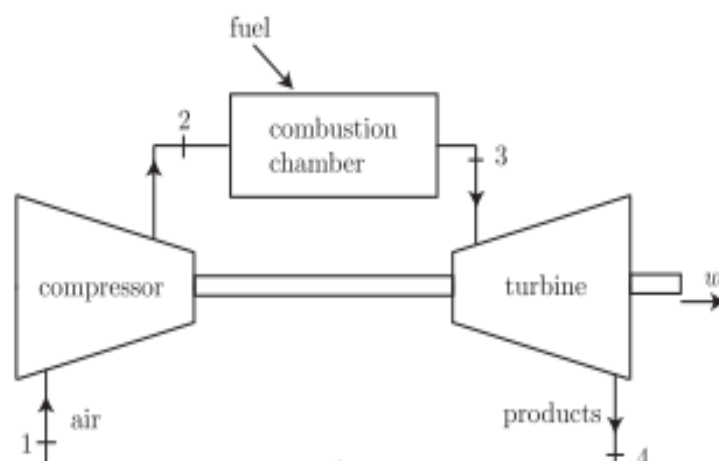 fuel
2
combustion
chamber
3
compressor
turbine
w
air
products
1
4